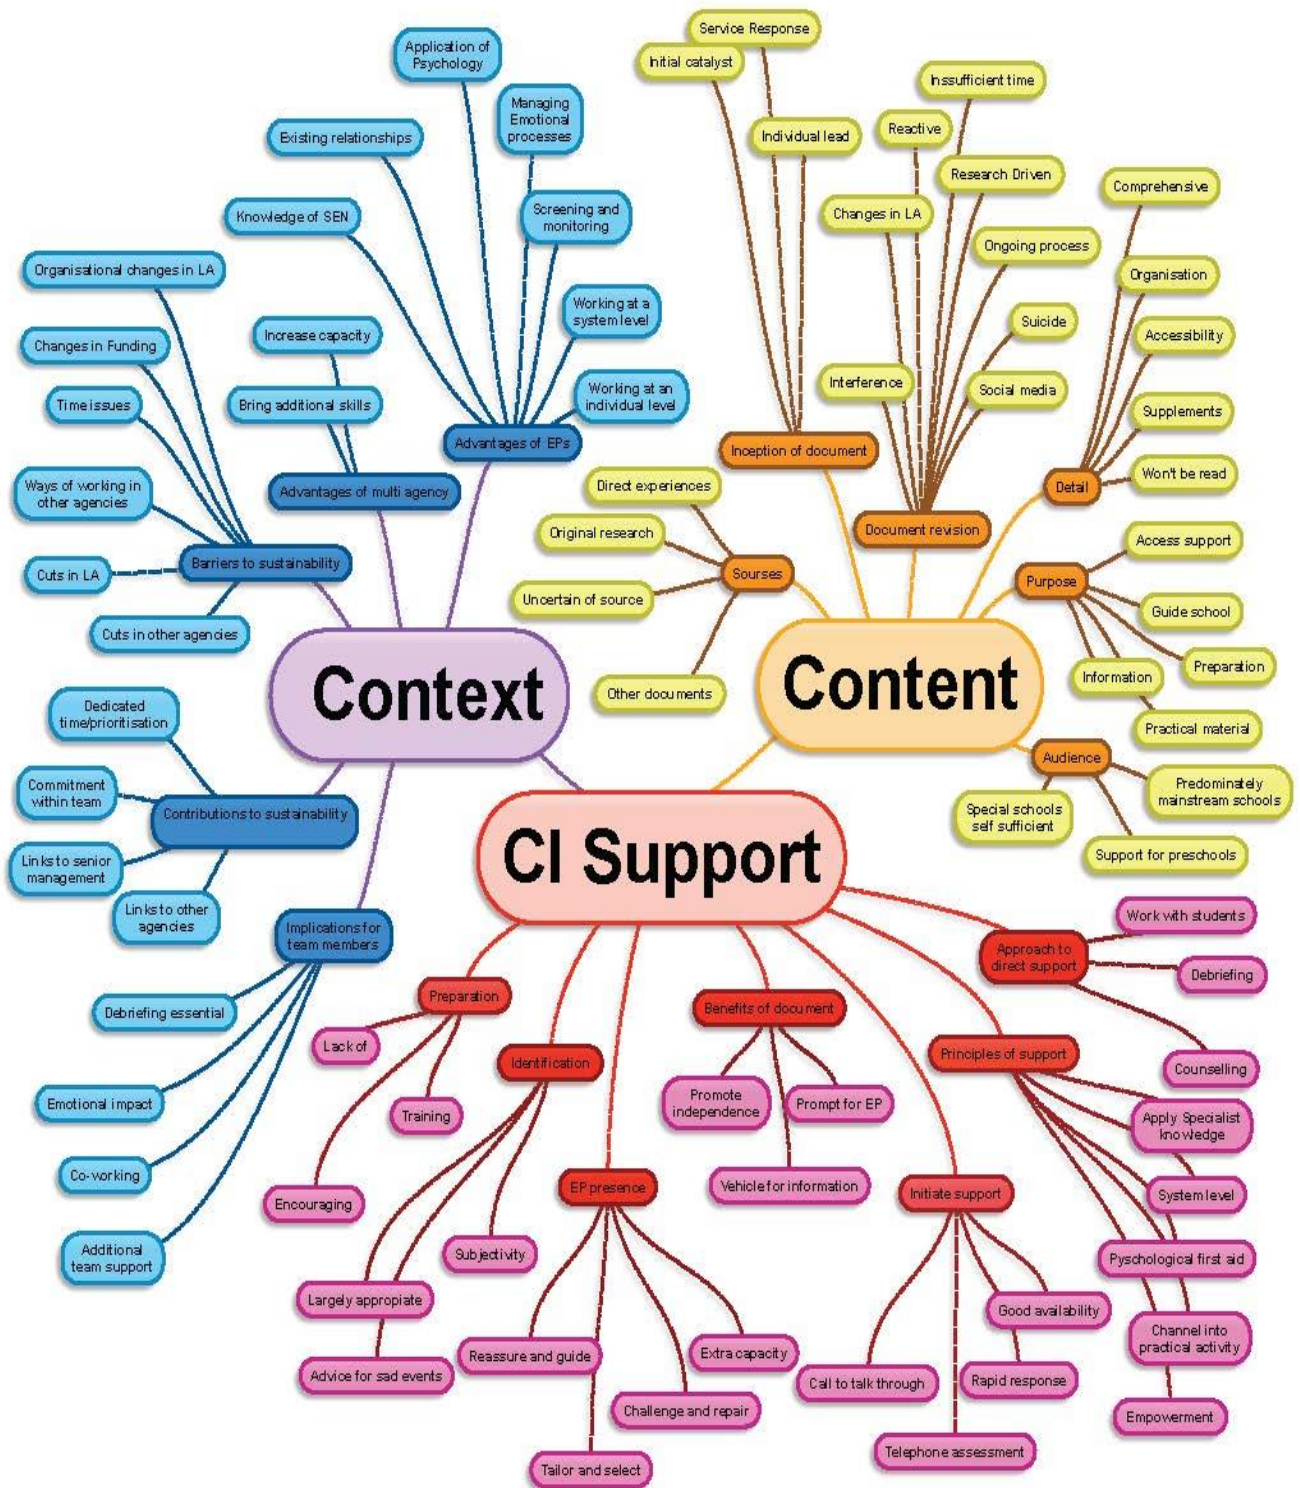 Service Response
Initial catalyst
Application of
Psychology
Inssufficient time
Managing
Emotional
processes
Existing relationships
Individual lead
Reactive
Research Driven
Comprehensive
Knowledge of SEN
Screening and
monitoring
Changes in LA
Ongoing process
Organisational changes in LA
Organisation
Working at a
system level
Suicide
Increase capacity
Changes in Funding
Accessibility
Interference
Social media
Working at an
individual level
Time issues
Bring additional skills
Supplements
Advantages of EPs
Inception of document
Won't be read
Detail
Direct experiences
Ways of working in
other agencies
Advantages of multi agency
Original research
Document revision
Access support
Barriers to sustainability
Cuts in LA
Sourses
Purpose
Uncertain of source
Guide school
Cuts in other agencies
Context
Content
Preparation
Information
Other documents
Practical material
Dedicated
time/prioritisation
Audience
Commitment
within team
Predominately
mainstream schools
Contributions to sustainability
Special schools
self sufficient
CI Support
Links to senior
management
Support for preschools
Links to other
agencies
Work with students
Implications for
team members
Approach to
direct support
Debriefing
Preparation
Benefits of document
Debriefing essential
Lack of
Identification
Principles of support
Counselling
Emotional impact
Training
Promote
independence
Prompt for EP
Apply Specialist
knowledge
Co-working
Encouraging
EP presence
Vehicle for information
Initiate support
System level
Additional
team support
Subjectivity
Pyschological first aid
Largely appropiate
Good availability
Channel into
practical activity
Reassure and guide
Extra capacity
Advice for sad events
Call to talk through
Rapid response
Challenge and repair
Empowerment
Telephone assessment
Tailor and select